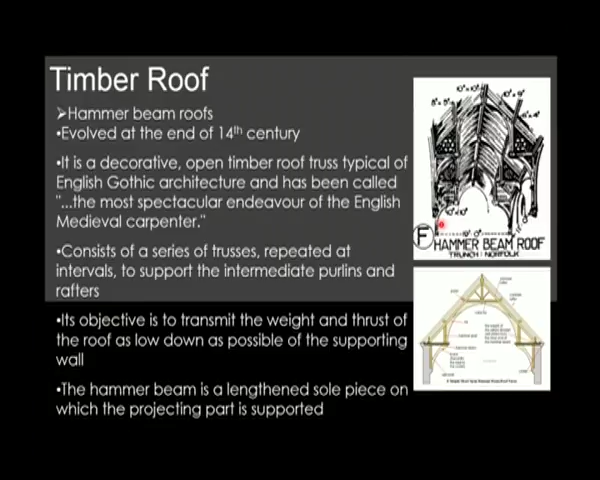 Timber Roof
➢Hammer beam roofs
•Evolved at the end of 14th century
•It is a decorative, open timber roof truss typical of
English Gothic architecture and has been called
"...the most spectacular endeavour of the English
Medieval carpenter."
•Consists of a series of trusses, repeated at
intervals, to support the intermediate purlins and
rafters
•Its objective is to transmit the weight and thrust of
the roof as low down as possible of the supporting
wall
•The hammer beam is a lengthened sole piece on
which the projecting part is supported
F HAMMER BEAM ROOF
TRUNCH: NORFOLK